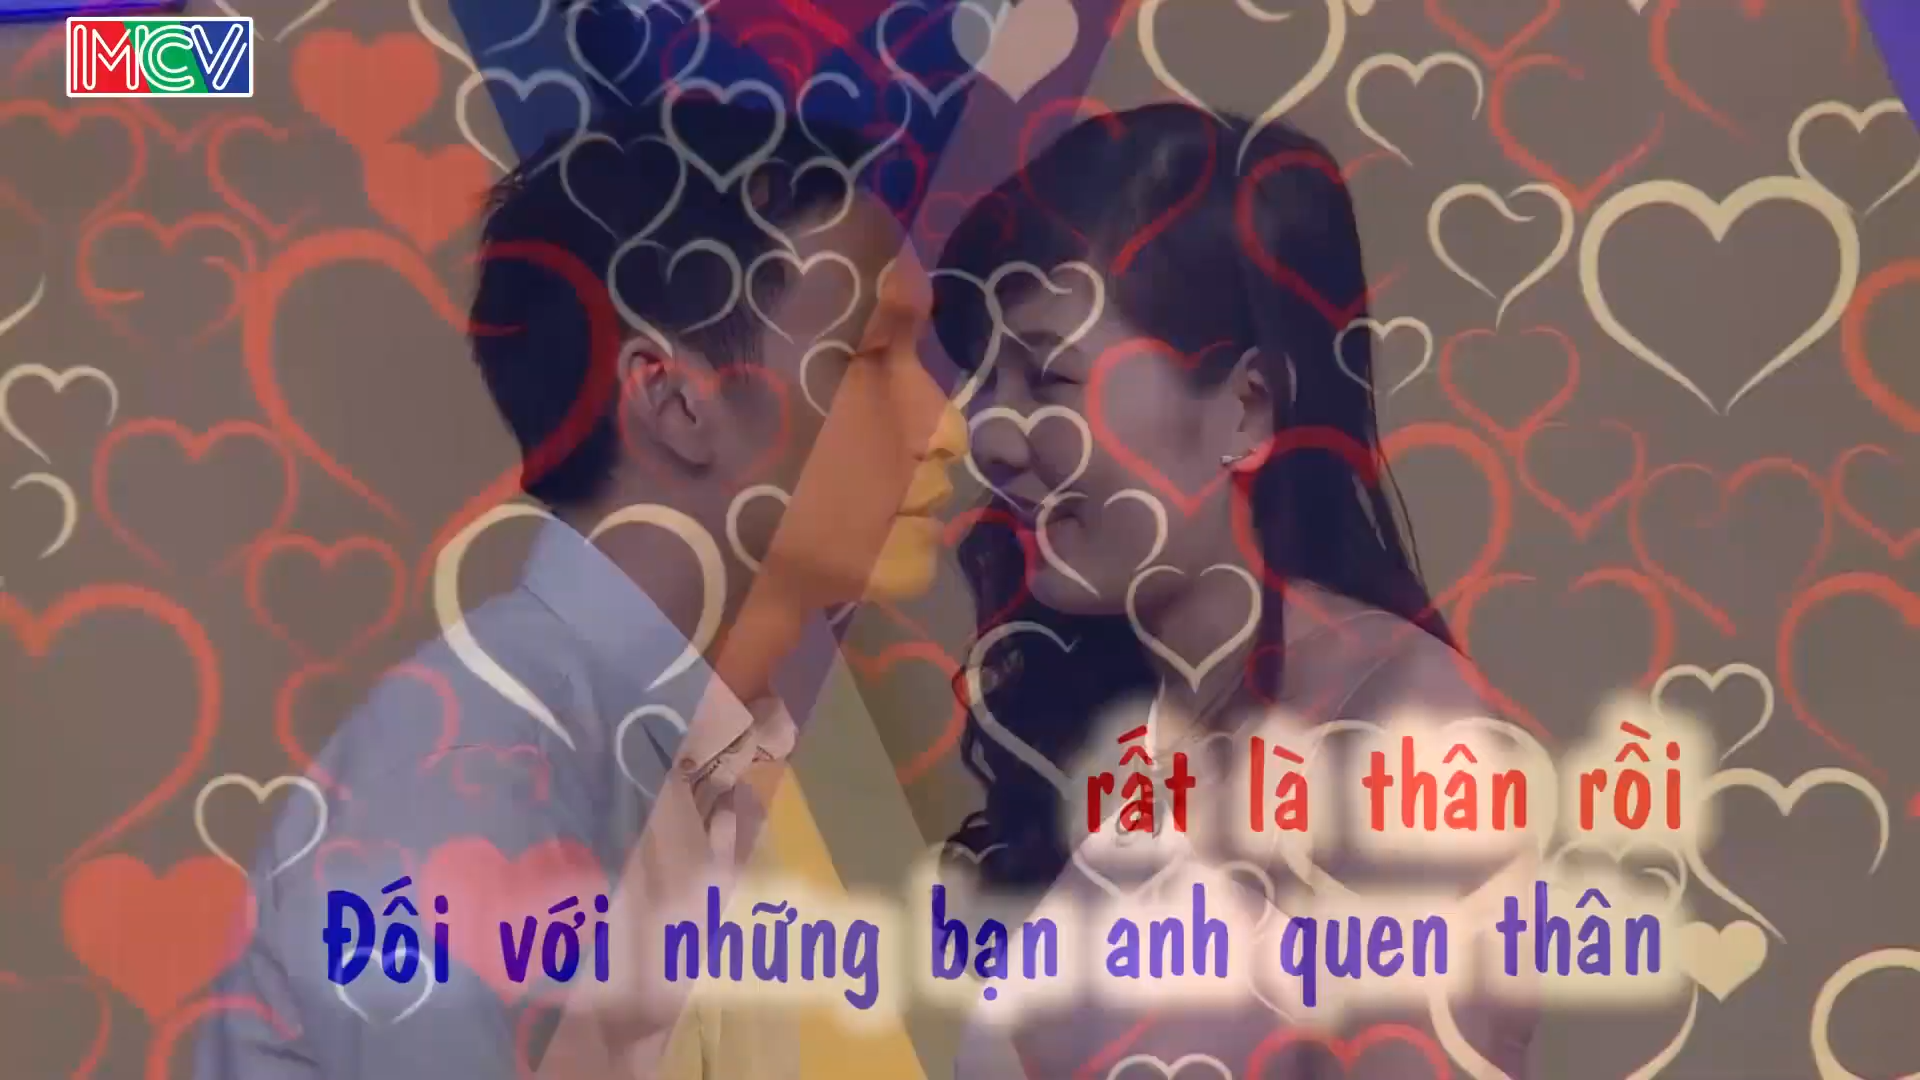 MCV
rất là thân rồi
Đối với những bạn anh quen thân